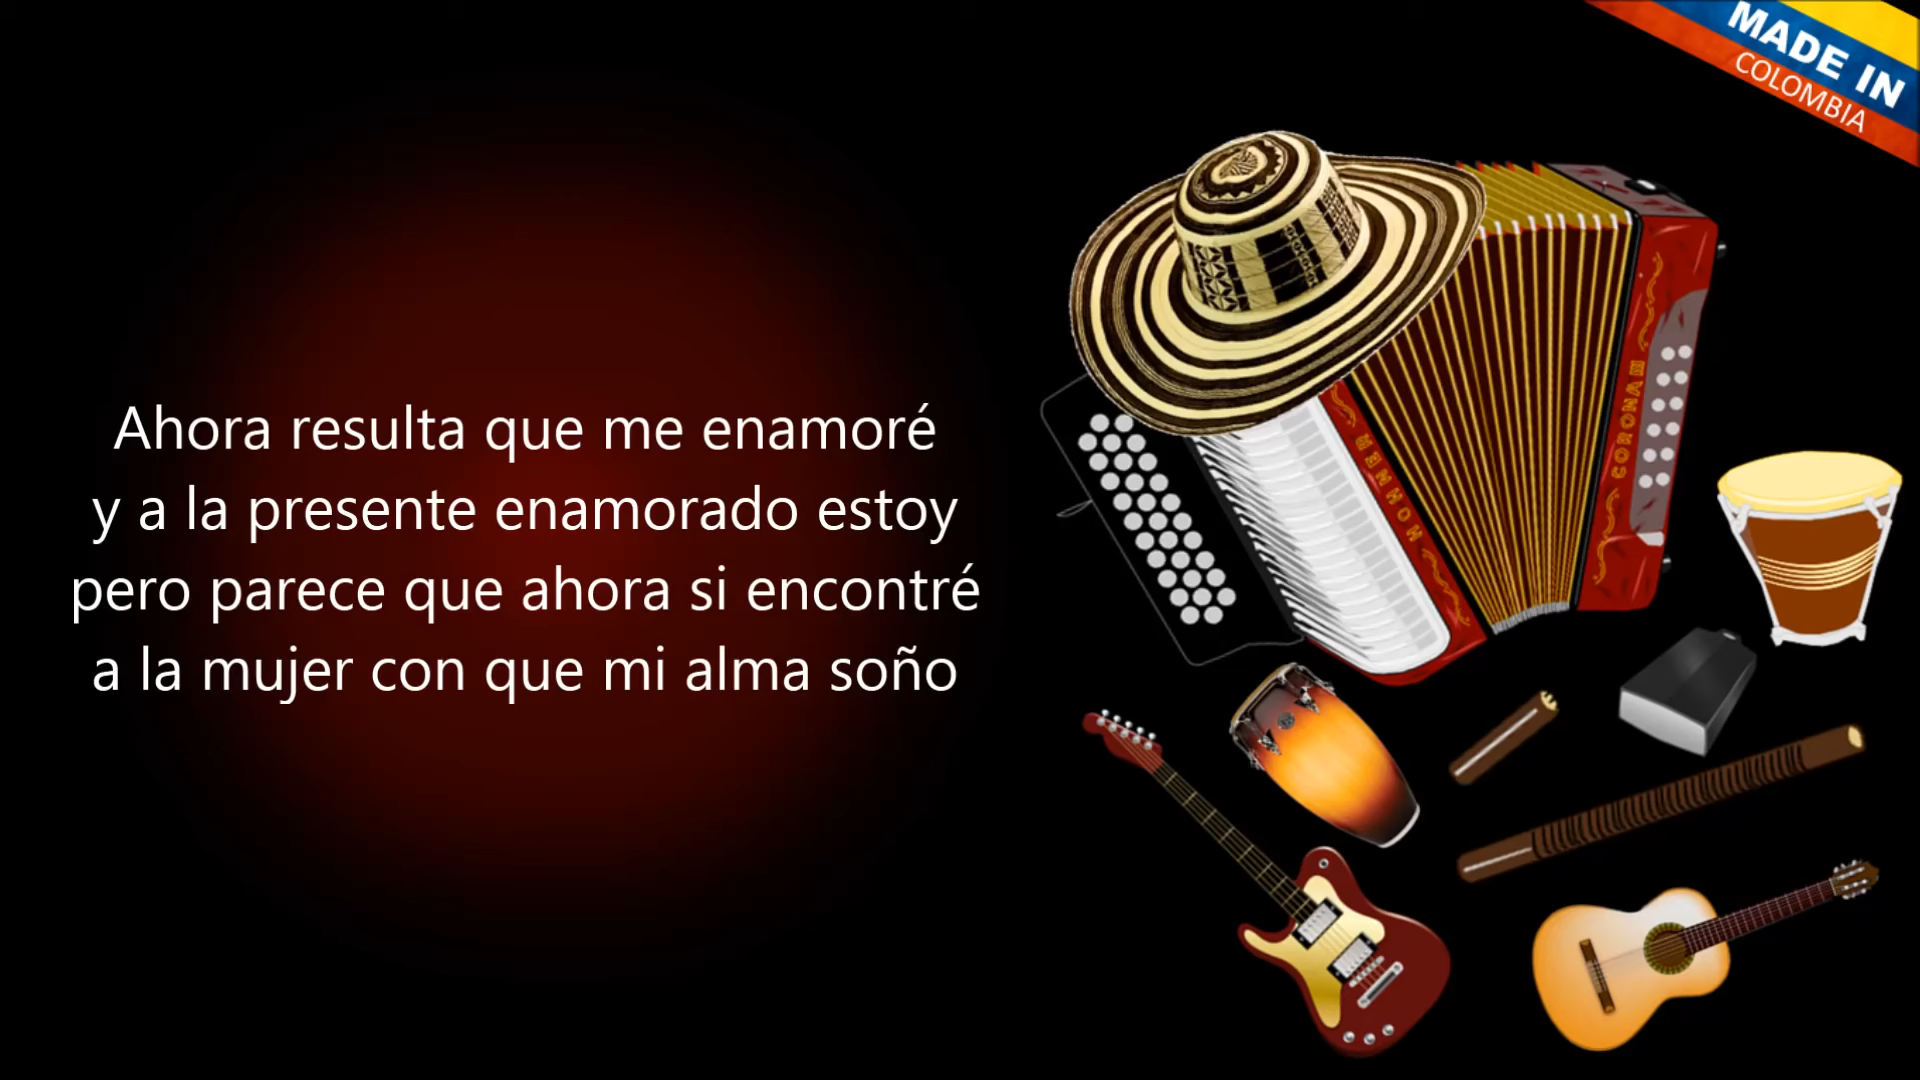 MADE IN
COLOMBIA
Ahora resulta que me enamoré
y a la presente enamorado estoy
pero parece que ahora si encontré
a la mujer con que mi alma soño
HOHNER
CORONA III